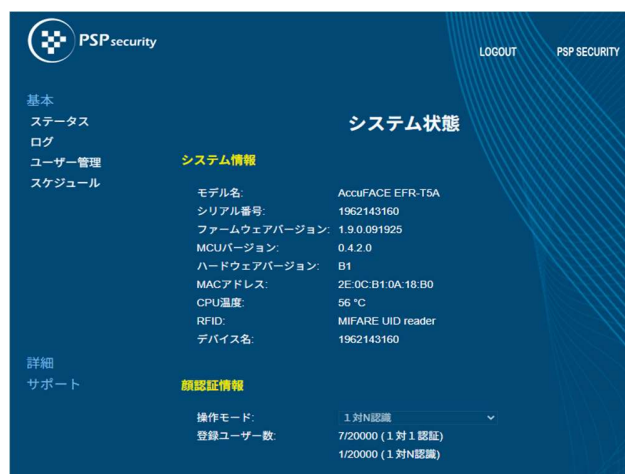 PSP security
LOGOUT PSP SECURITY
基本
ステータス
ログ
ユーザー管理
スケジュール
詳細
サポート
システム状態
システム情報
モデル名: AccuFACE EFR-T5A
シリアル番号: 1962143160
ファームウェアバージョン: 1.9.0.091925
MCUバージョン: 0.4.2.0
ハードウェアバージョン: B1
MACアドレス: 2E:0C:B1:0A:18:B0
CPU温度: 56 °C
RFID: MIFARE UID reader
デバイス名: 1962143160
顔認証情報
操作モード: 1対N認識
登録ユーザー数: 7/20000 (1対1認証)
1/20000 (1対N認識)